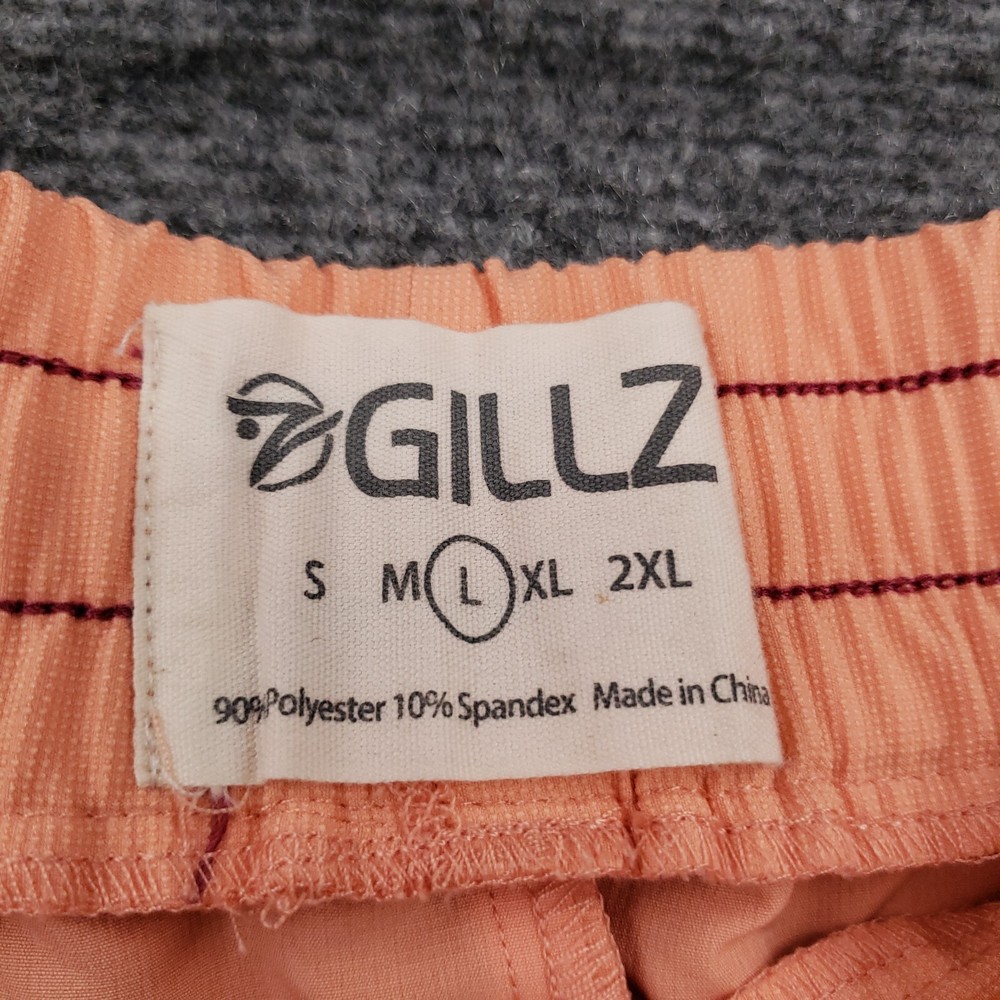 GILLZ
S M L XL 2XL
90% Polyester 10% Spandex Made in China